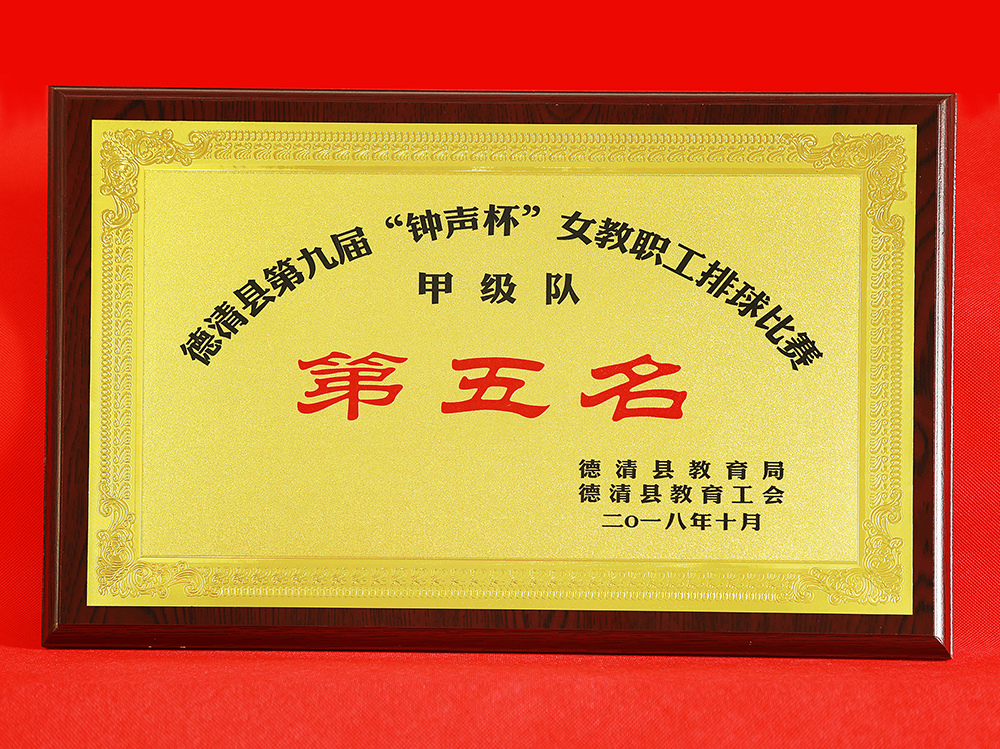 德清县第九届“钟声杯”女教职工排球比赛
甲级队
第五名
德清县教育局
德清县教育工会
二O一八年十月